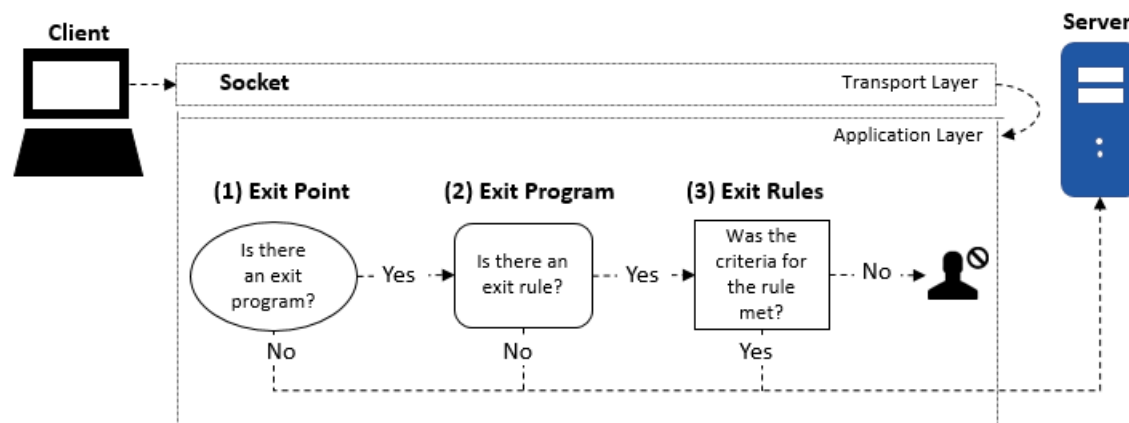 Client
Server
Socket
Transport Layer
Application Layer
(1) Exit Point
(2) Exit Program
(3) Exit Rules
Is there
an exit
program?
Yes
Is there an
exit rule?
Yes
Was the
criteria for
the rule
met?
No
No
No
Yes